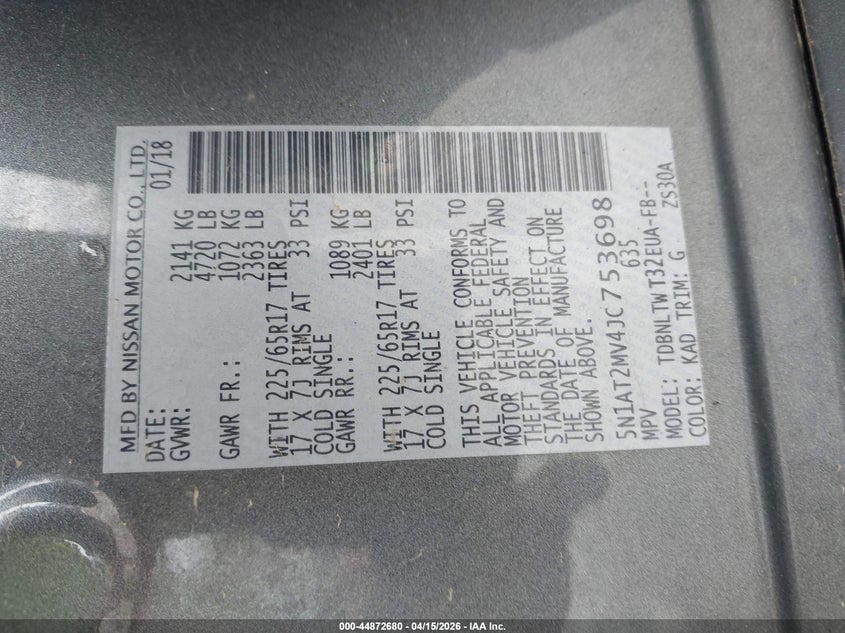 MFD BY NISSAN MOTOR CO., LTD.
DATE: 01/18
GVWR: 2141 KG
4720 LB
GAWR FR.: 1072 KG
2363 LB
WITH 225/65R17 TIRES
17 X 7J RIMS AT 33 PSI
COLD SINGLE
GAWR RR.: 1089 KG
2401 LB
WITH 225/65R17 TIRES
17 X 7J RIMS AT 33 PSI
COLD SINGLE
THIS VEHICLE CONFORMS TO
ALL APPLICABLE FEDERAL
MOTOR VEHICLE SAFETY AND
THEFT PREVENTION
STANDARDS IN EFFECT ON
THE DATE OF MANUFACTURE
SHOWN ABOVE.
5N1AT2MV4JC753698
MPV 635
MODEL: TDBNLTWT32EUA-FB--
COLOR: KAD TRIM: G ZS30A
000-44872680 - 04/15/2026 - IAA Inc.